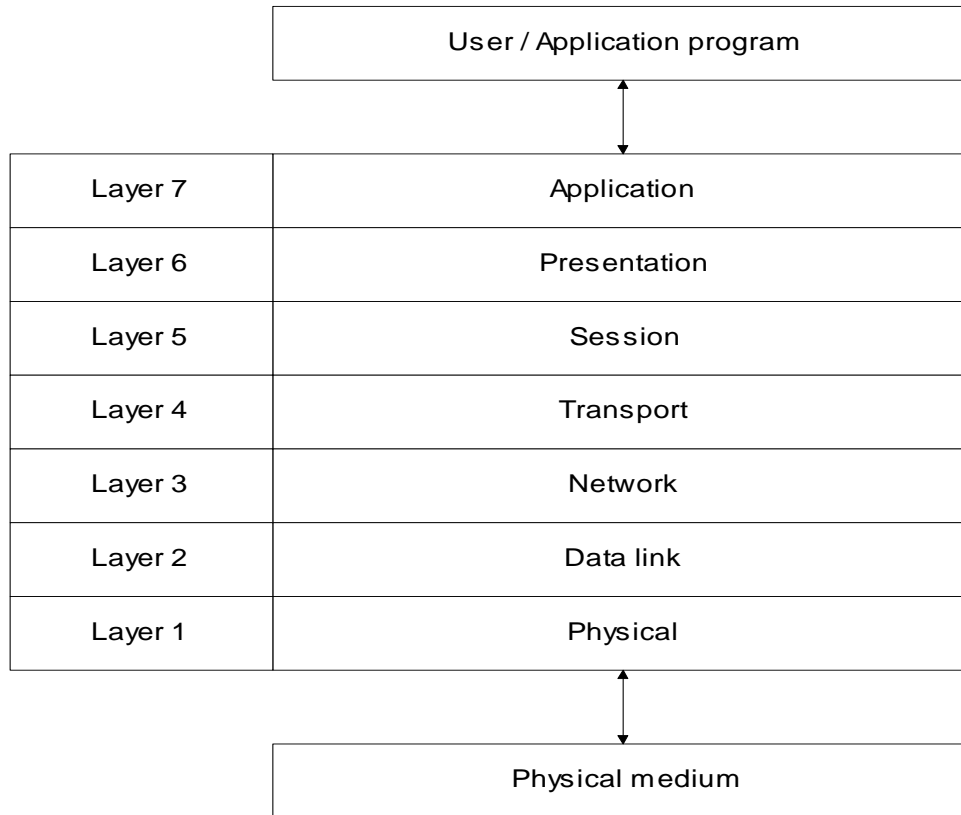 User / Application program
Layer 7 Application
Layer 6 Presentation
Layer 5 Session
Layer 4 Transport
Layer 3 Network
Layer 2 Data link
Layer 1 Physical
Physical medium